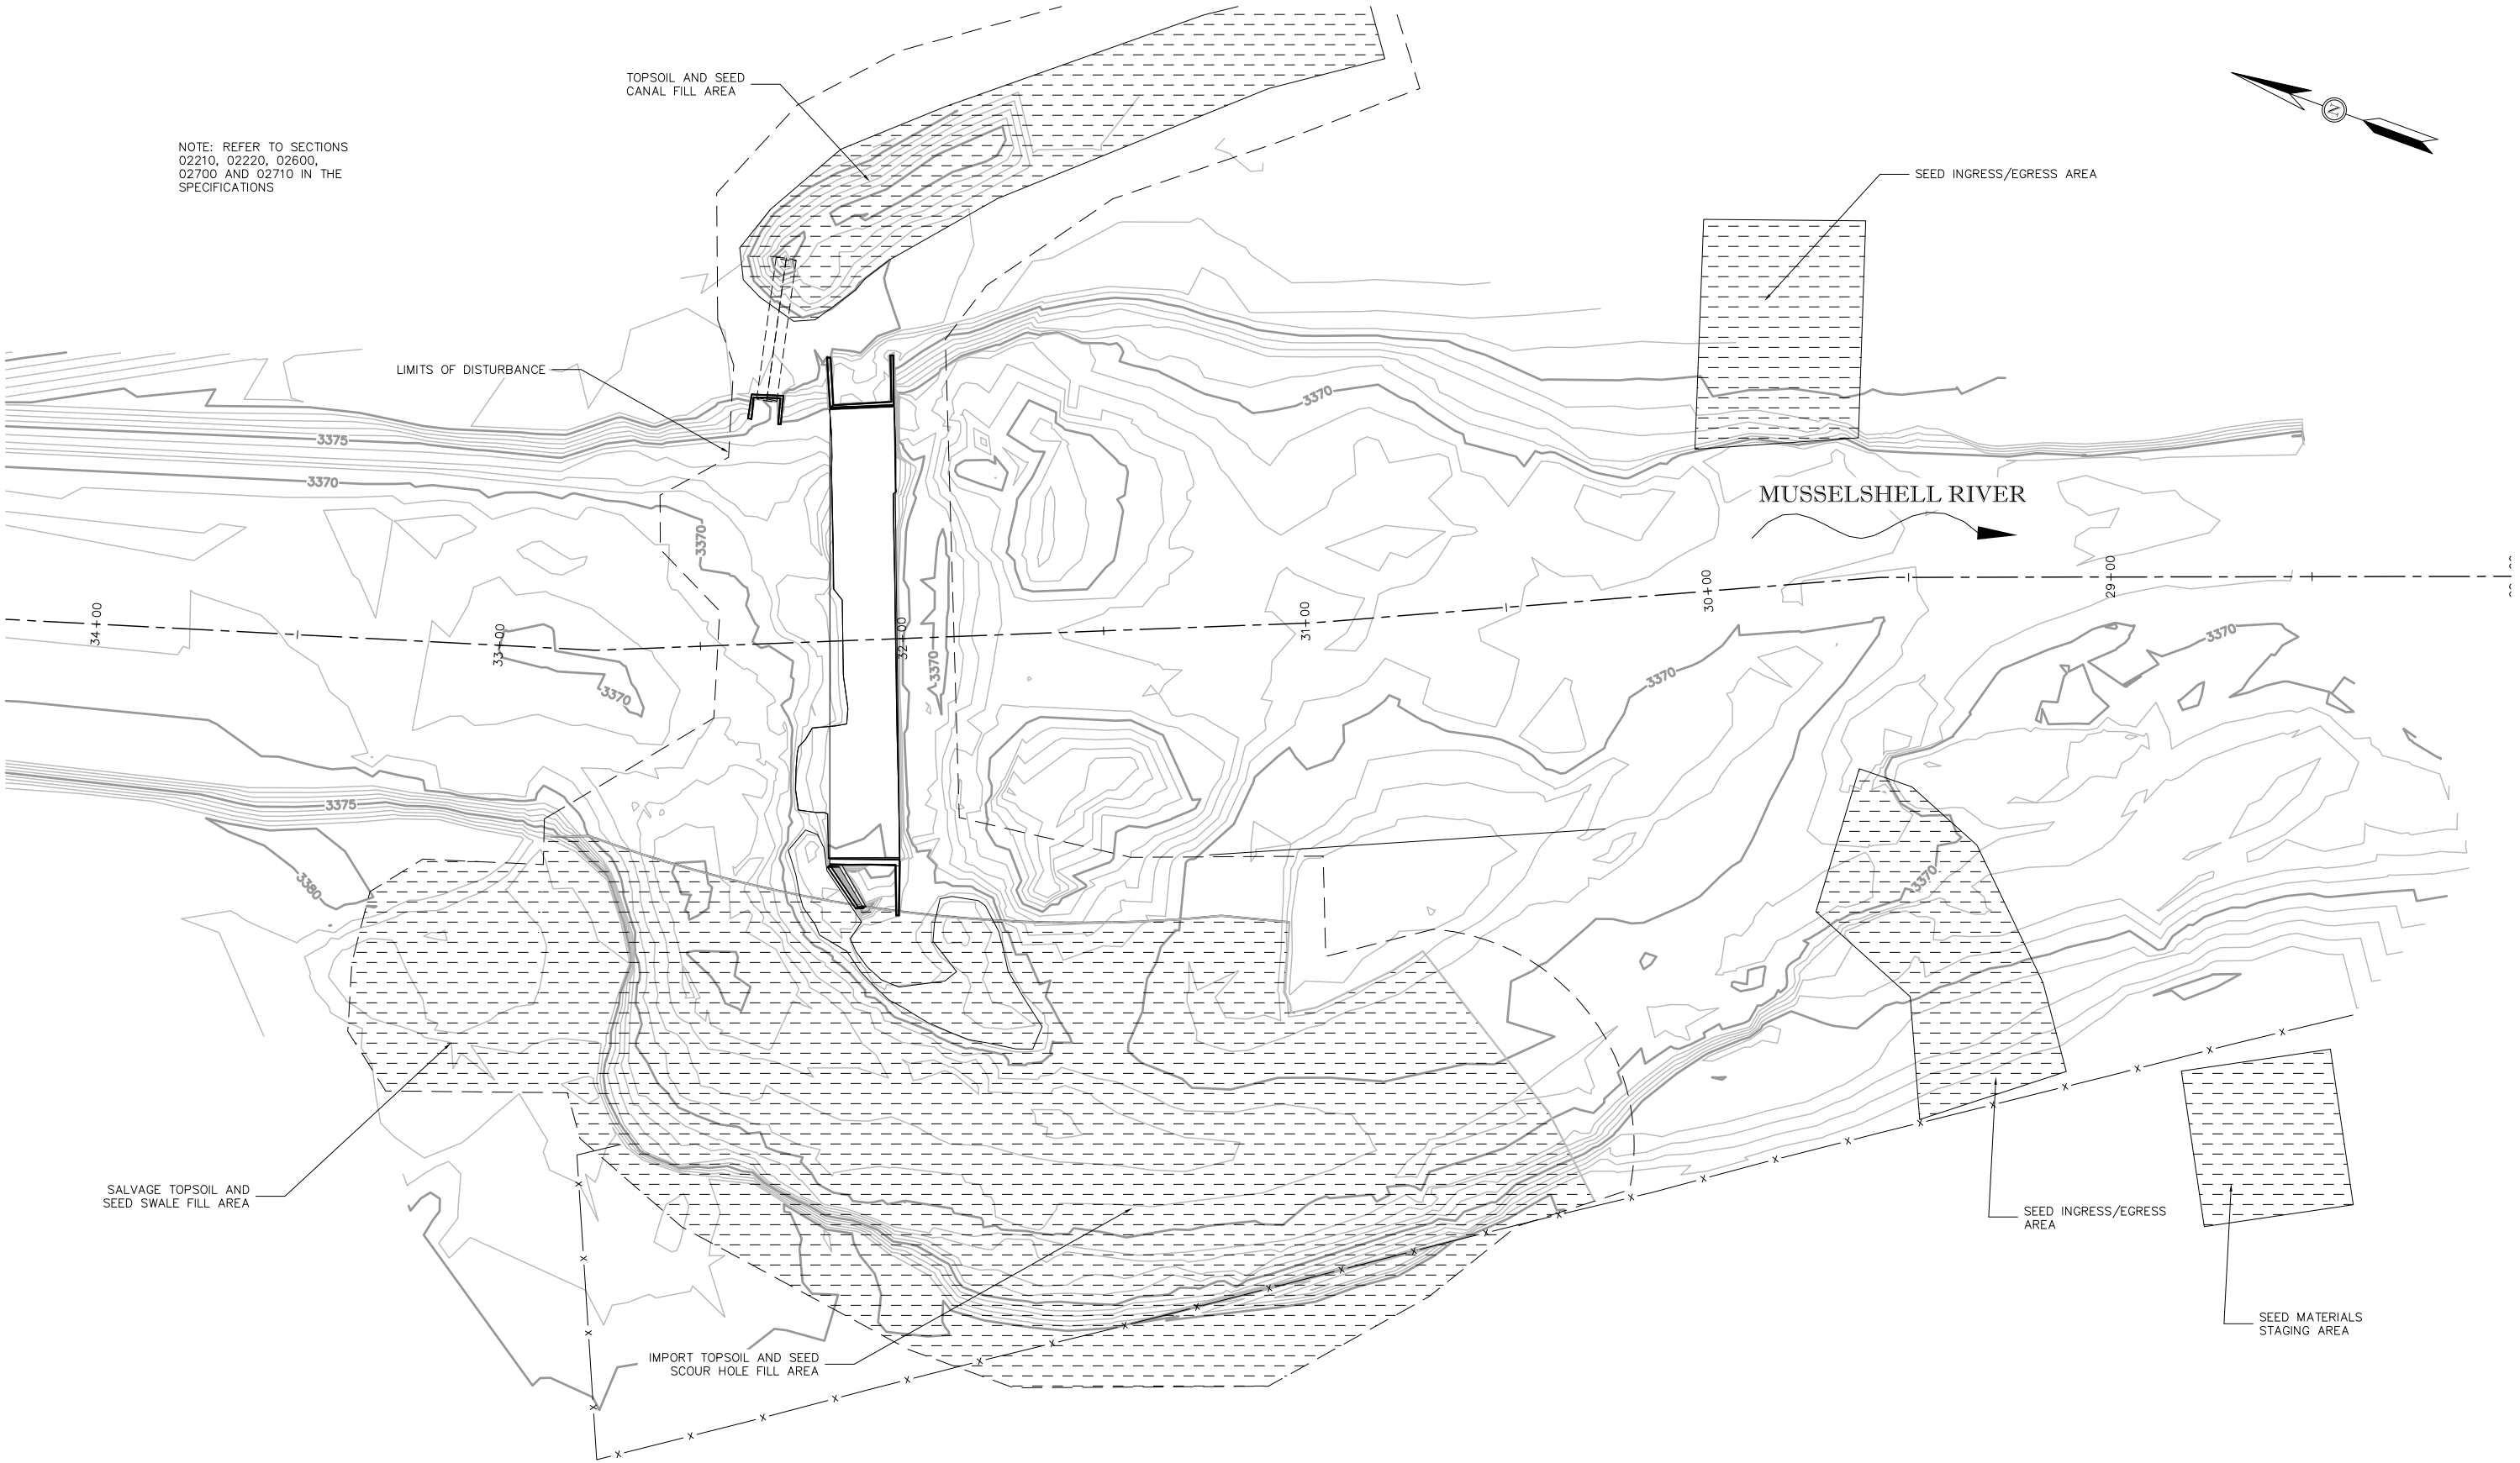 TOPSOIL AND SEED
CANAL FILL AREA
NOTE: REFER TO SECTIONS
02210, 02220, 02600,
02700 AND 02710 IN THE
SPECIFICATIONS
N
SEED INGRESS/EGRESS AREA
LIMITS OF DISTURBANCE
3375
3370
3370
3370
MUSSELSHELL RIVER
34+00
33+00
32+00
31+00
30+00
29+00
3370
3370
3370
3370
3375
3380
3370
SALVAGE TOPSOIL AND
SEED SWALE FILL AREA
SEED INGRESS/EGRESS
AREA
SEED MATERIALS
STAGING AREA
IMPORT TOPSOIL AND SEED
SCOUR HOLE FILL AREA